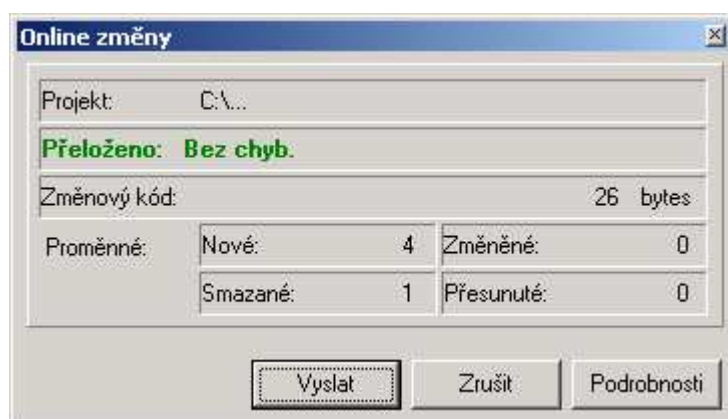 Online změny
Projekt: C:\...
Přeloženo: Bez chyb.
Změnový kód: 26 bytes
Proměnné: Nové: 4 Změněné: 0
Smazané: 1 Přesunuté: 0
Vyslat Zrušit Podrobnosti